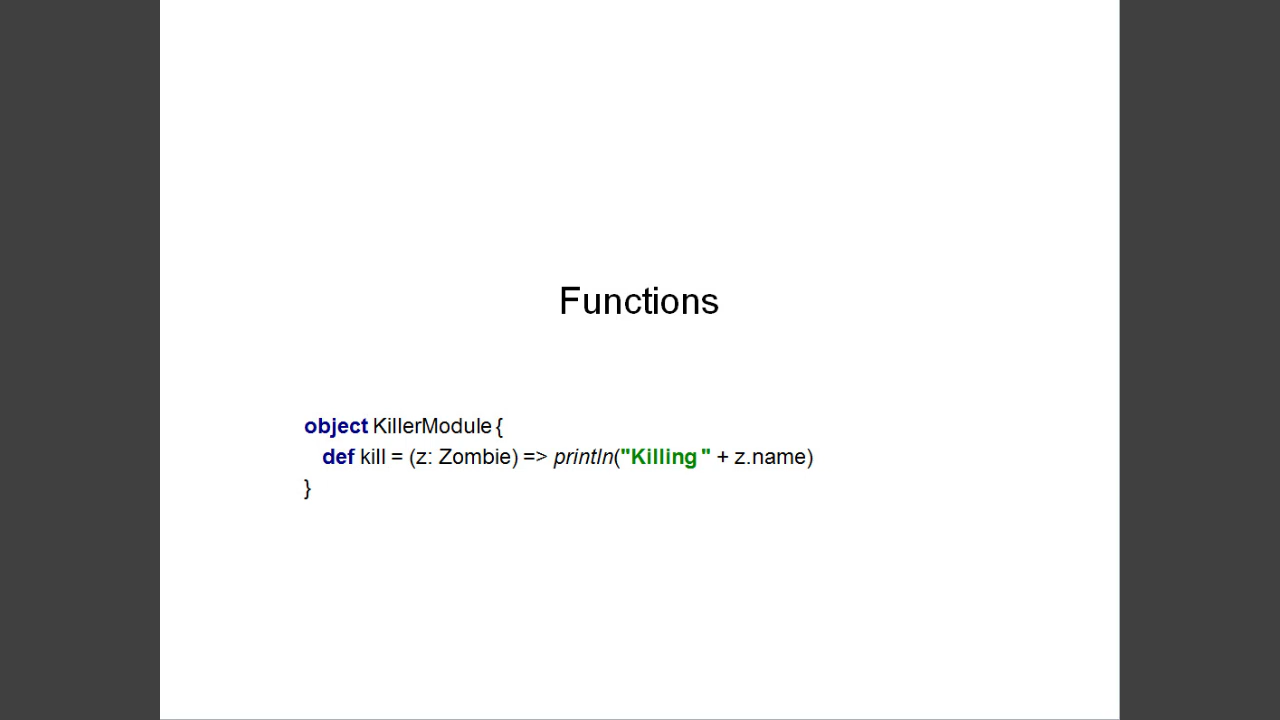 Functions
object KillerModule {
def kill = (z: Zombie) => println("Killing " + z.name)
}